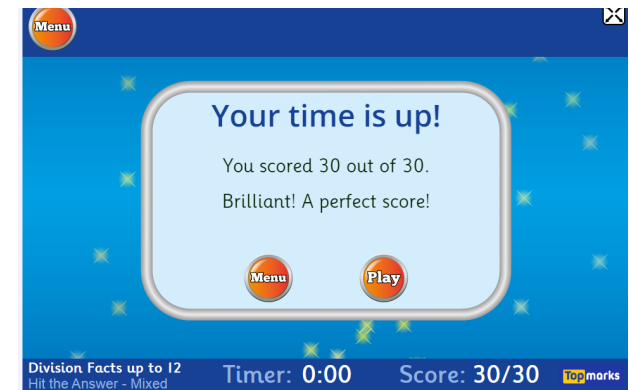 Menu
Your time is up!
You scored 30 out of 30.
Brilliant! A perfect score!
Menu
Play
Division Facts up to 12
Hit the Answer - Mixed
Timer: 0:00
Score: 30/30
Topmarks